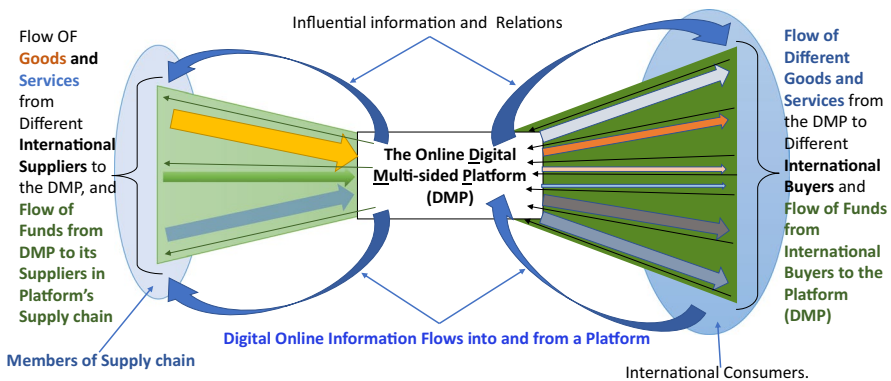 Influential information and Relations
Flow OF
Goods and
Services
from
Different
International
Suppliers to
the DMP, and
Flow of
Funds from
DMP to its
Suppliers in
Platform's
Supply chain
Members of Supply chain
The Online Digital
Multi-sided Platform
(DMP)
Digital Online Information Flows into and from a Platform
Flow of
Different
Goods and
Services from
the DMP to
Different
International
Buyers and
Flow of Funds
from
International
Buyers to the
Platform
(DMP)
International Consumers.